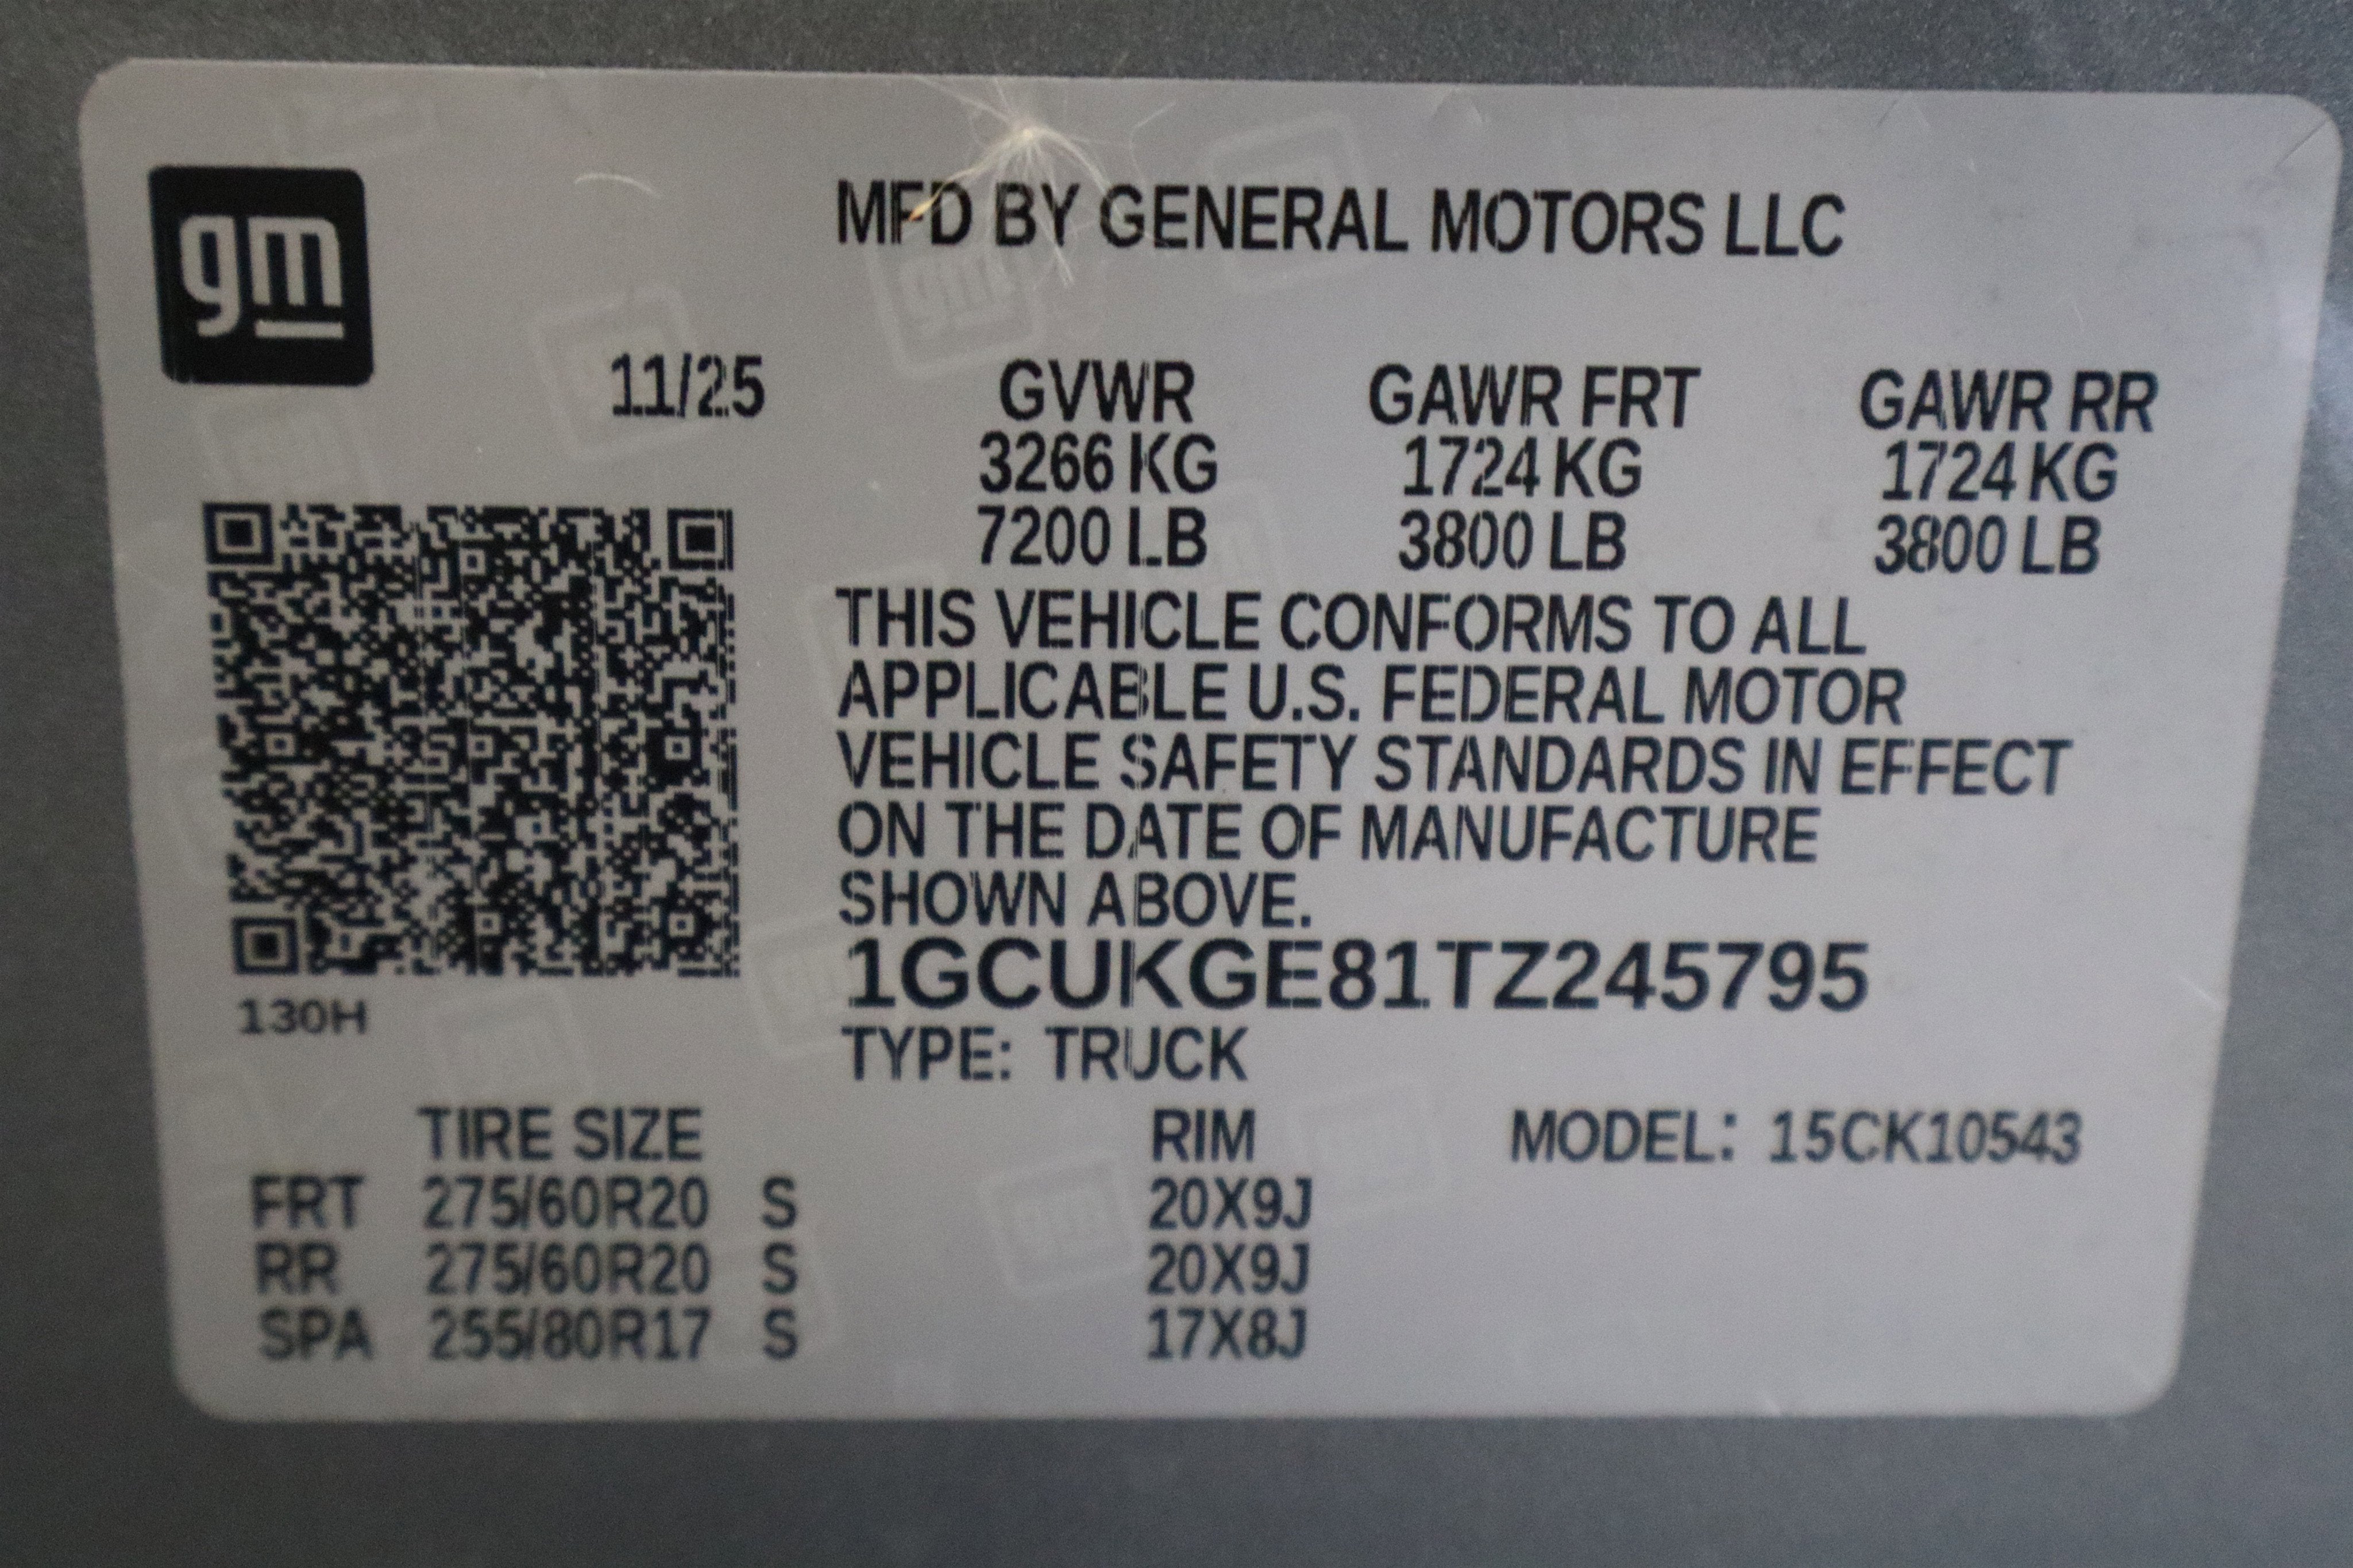 gm
MFD BY GENERAL MOTORS LLC
11/25 GVWR GAWR FRT GAWR RR
3266 KG 1724 KG 1724 KG
7200 LB 3800 LB 3800 LB
THIS VEHICLE CONFORMS TO ALL
APPLICABLE U.S. FEDERAL MOTOR
VEHICLE SAFETY STANDARDS IN EFFECT
ON THE DATE OF MANUFACTURE
SHOWN ABOVE.
1GCUKGE81TZ245795
130H
TYPE: TRUCK
TIRE SIZE RIM MODEL: 15CK10543
FRT 275/60R20 S 20X9J
RR 275/60R20 S 20X9J
SPA 255/80R17 S 17X8J